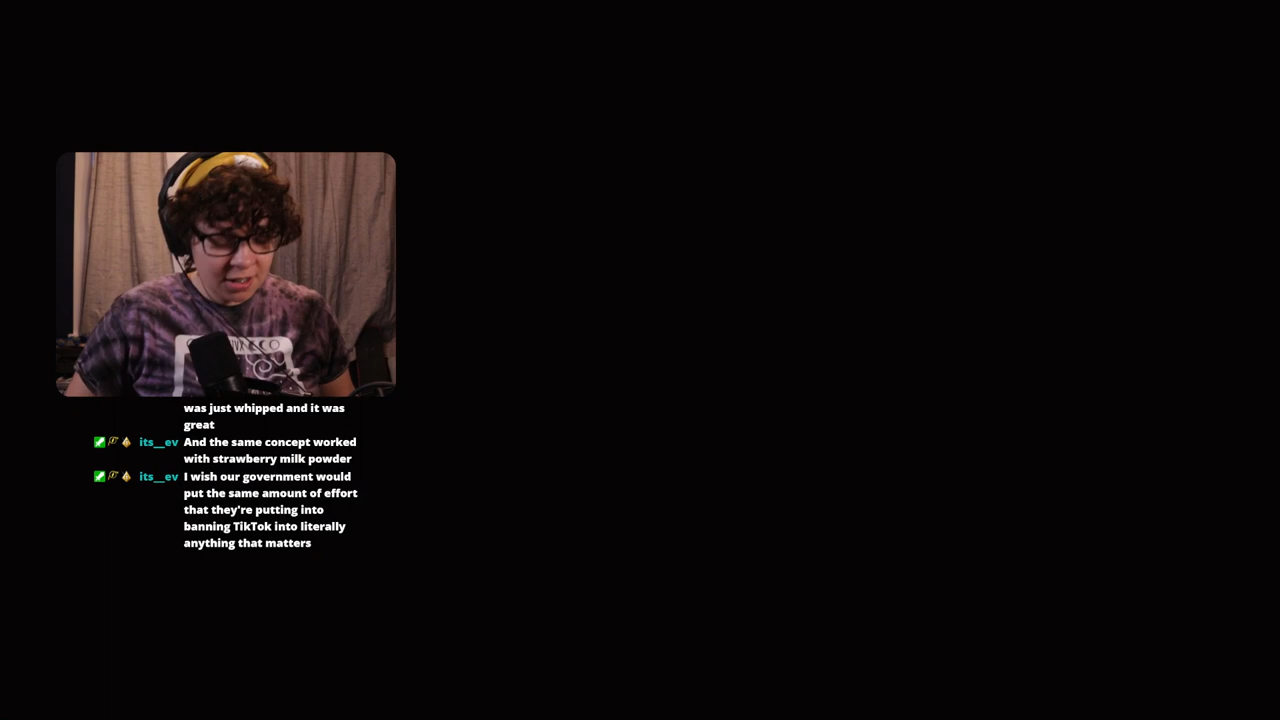 was just whipped and it was
great
its__ev And the same concept worked
with strawberry milk powder
its__ev I wish our government would
put the same amount of effort
that they're putting into
banning TikTok into literally
anything that matters